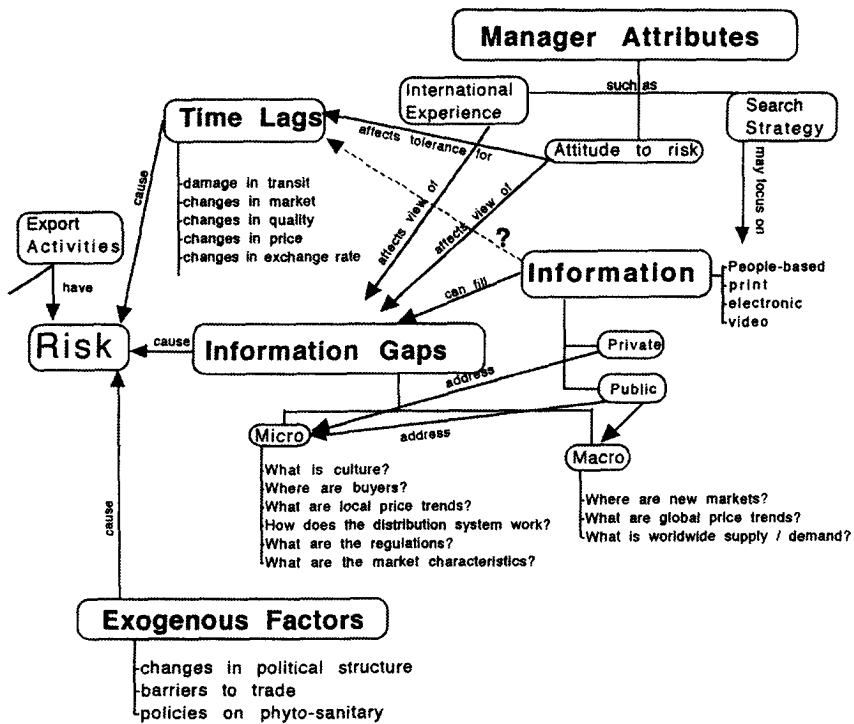 Manager Attributes
such as
International
Experience
Search
Strategy
Time Lags
affects tolerance for
Attitude to risk
may focus on
cause
damage in transit
changes in market
changes in quality
changes in price
changes in exchange rate
affects view of
affects view of
?
Export
Activities
have
can fill
Information
People-based
print
electronic
video
Risk
cause
Information Gaps
Private
address
Public
address
Micro
Macro
What is culture?
Where are buyers?
What are local price trends?
How does the distribution system work?
What are the regulations?
What are the market characteristics?
Where are new markets?
What are global price trends?
What is worldwide supply / demand?
cause
Exogenous Factors
changes in political structure
barriers to trade
policies on phyto-sanitary